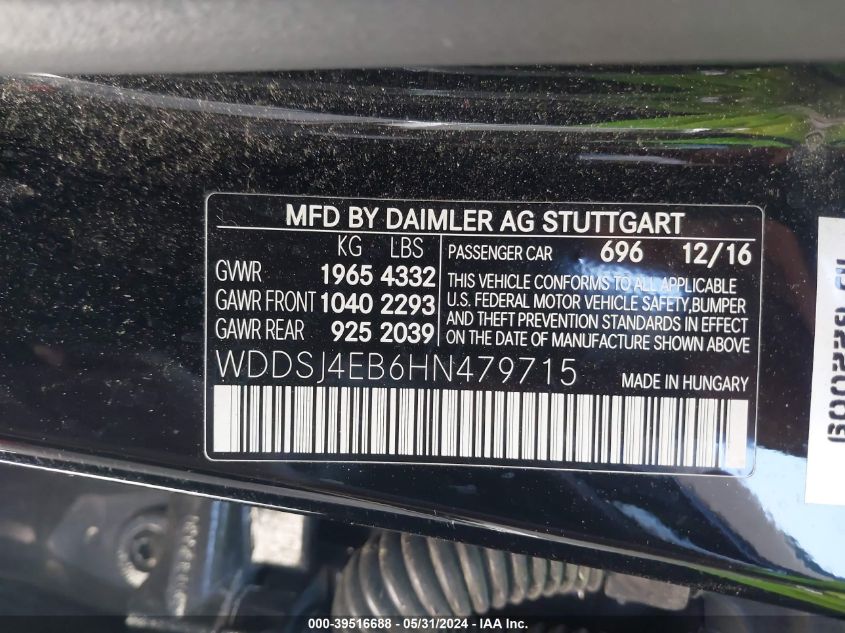 MFD BY DAIMLER AG STUTTGART
KG LBS
GVWR 1965 4332
GAWR FRONT 1040 2293
GAWR REAR 925 2039
PASSENGER CAR 696 12/16
THIS VEHICLE CONFORMS TO ALL APPLICABLE
U.S. FEDERAL MOTOR VEHICLE SAFETY, BUMPER
AND THEFT PREVENTION STANDARDS IN EFFECT
ON THE DATE OF MANUFACTURE SHOWN ABOVE
WDDSJ4EB6HN479715
MADE IN HUNGARY
000-39516688 - 05/31/2024 - IAAI.com